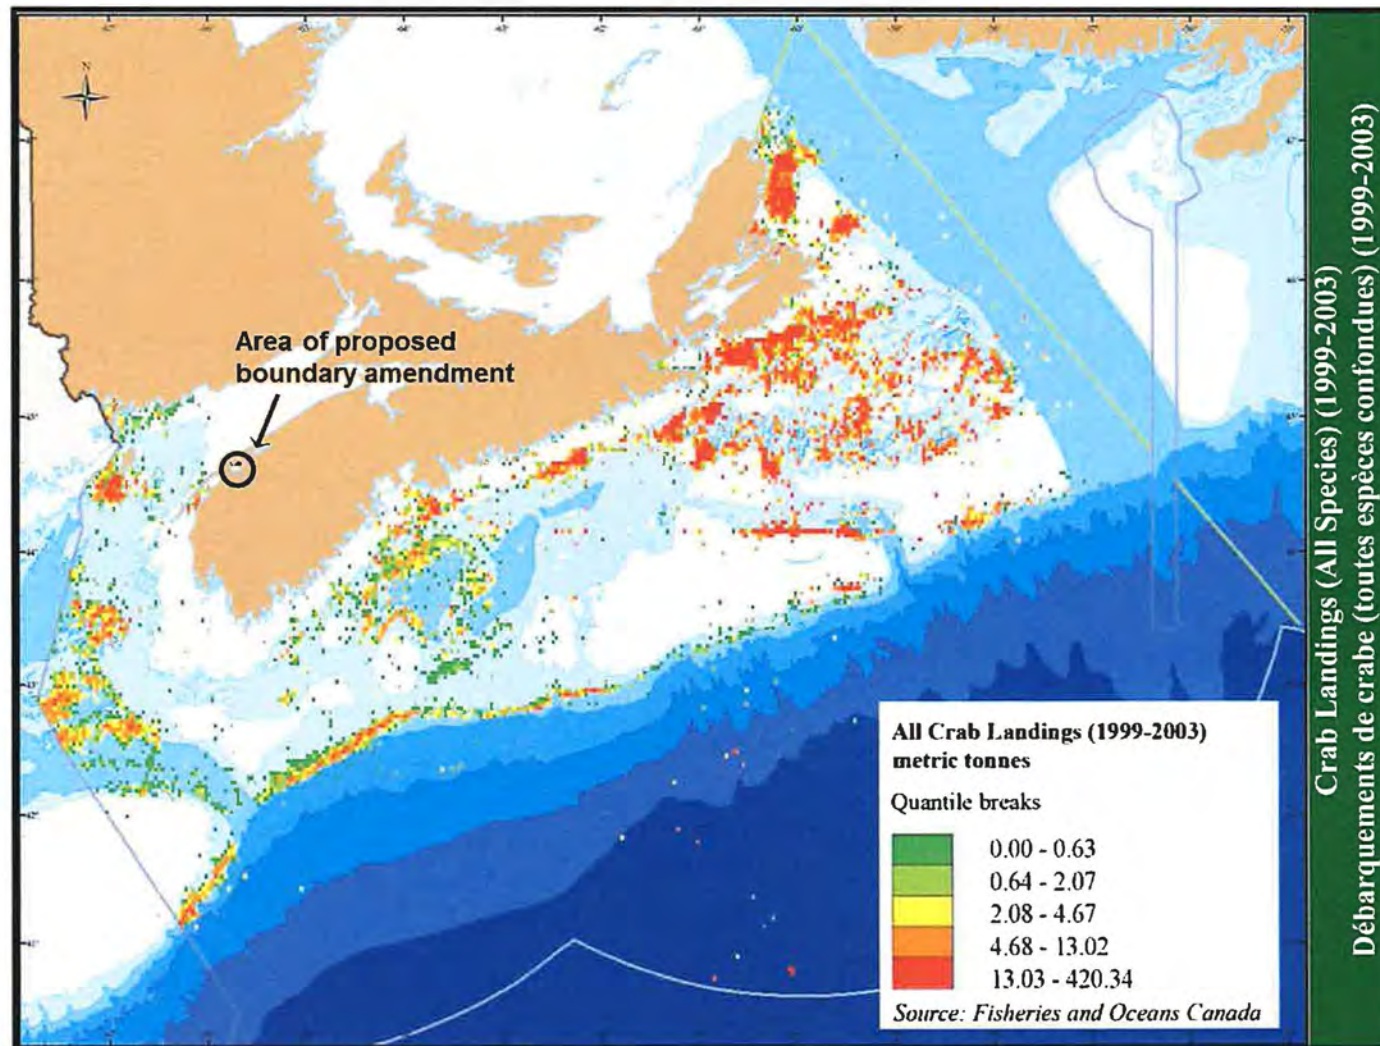 N
Area of proposed
boundary amendment
All Crab Landings (1999-2003)
metric tonnes
Quantile breaks
0.00 - 0.63
0.64 - 2.07
2.08 - 4.67
4.68 - 13.02
13.03 - 420.34
Source: Fisheries and Oceans Canada
Crab Landings (All Species) (1999-2003)
Débarquements de crabe (toutes espèces confondues) (1999-2003)